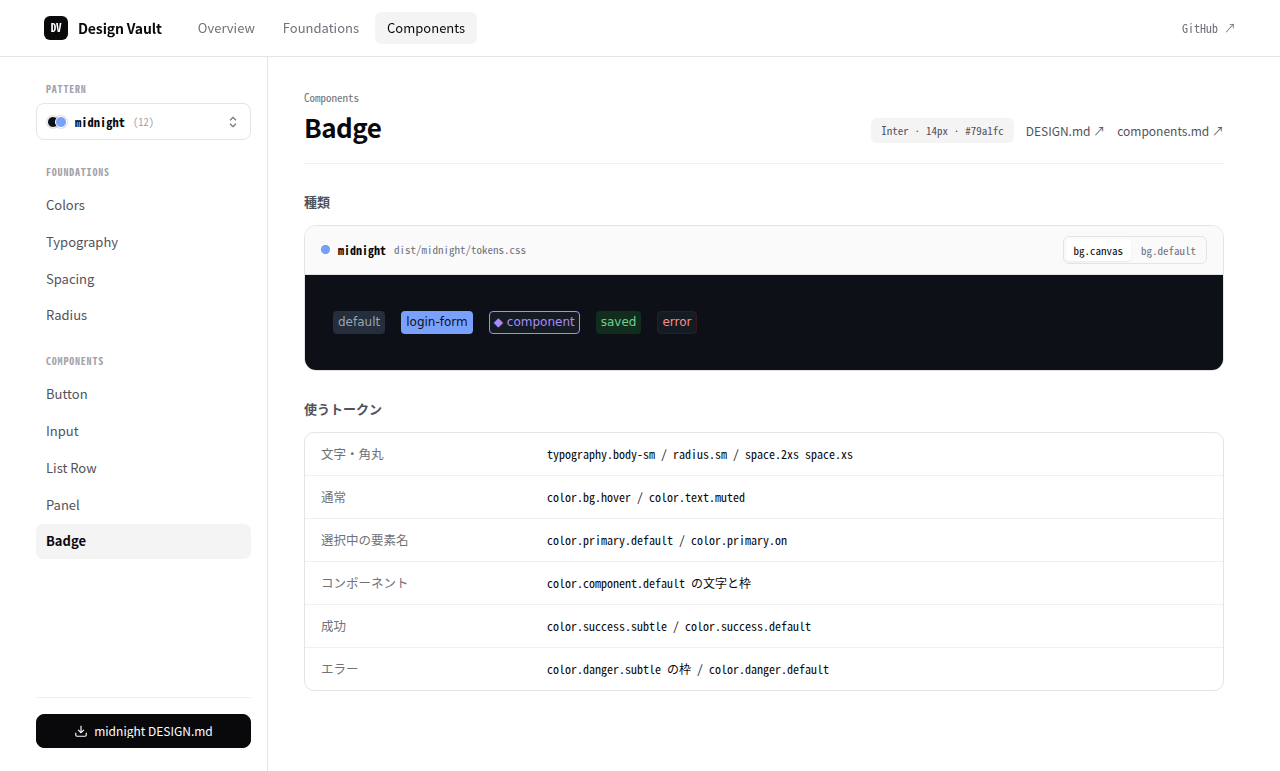 DV Design Vault Overview Foundations Components GitHub ↗
PATTERN
midnight (12)
FOUNDATIONS
Colors
Typography
Spacing
Radius
COMPONENTS
Button
Input
List Row
Panel
Badge
midnight DESIGN.md
Components
Badge
Inter · 14px · #79a1fc DESIGN.md ↗ components.md ↗
種類
midnight dist/midnight/tokens.css bg.canvas bg.default
default login-form ◆ component saved error
使うトークン
文字・角丸 typography.body-sm / radius.sm / space.2xs space.xs
通常 color.bg.hover / color.text.muted
選択中の要素名 color.primary.default / color.primary.on
コンポーネント color.component.default の文字と枠
成功 color.success.subtle / color.success.default
エラー color.danger.subtle の枠 / color.danger.default